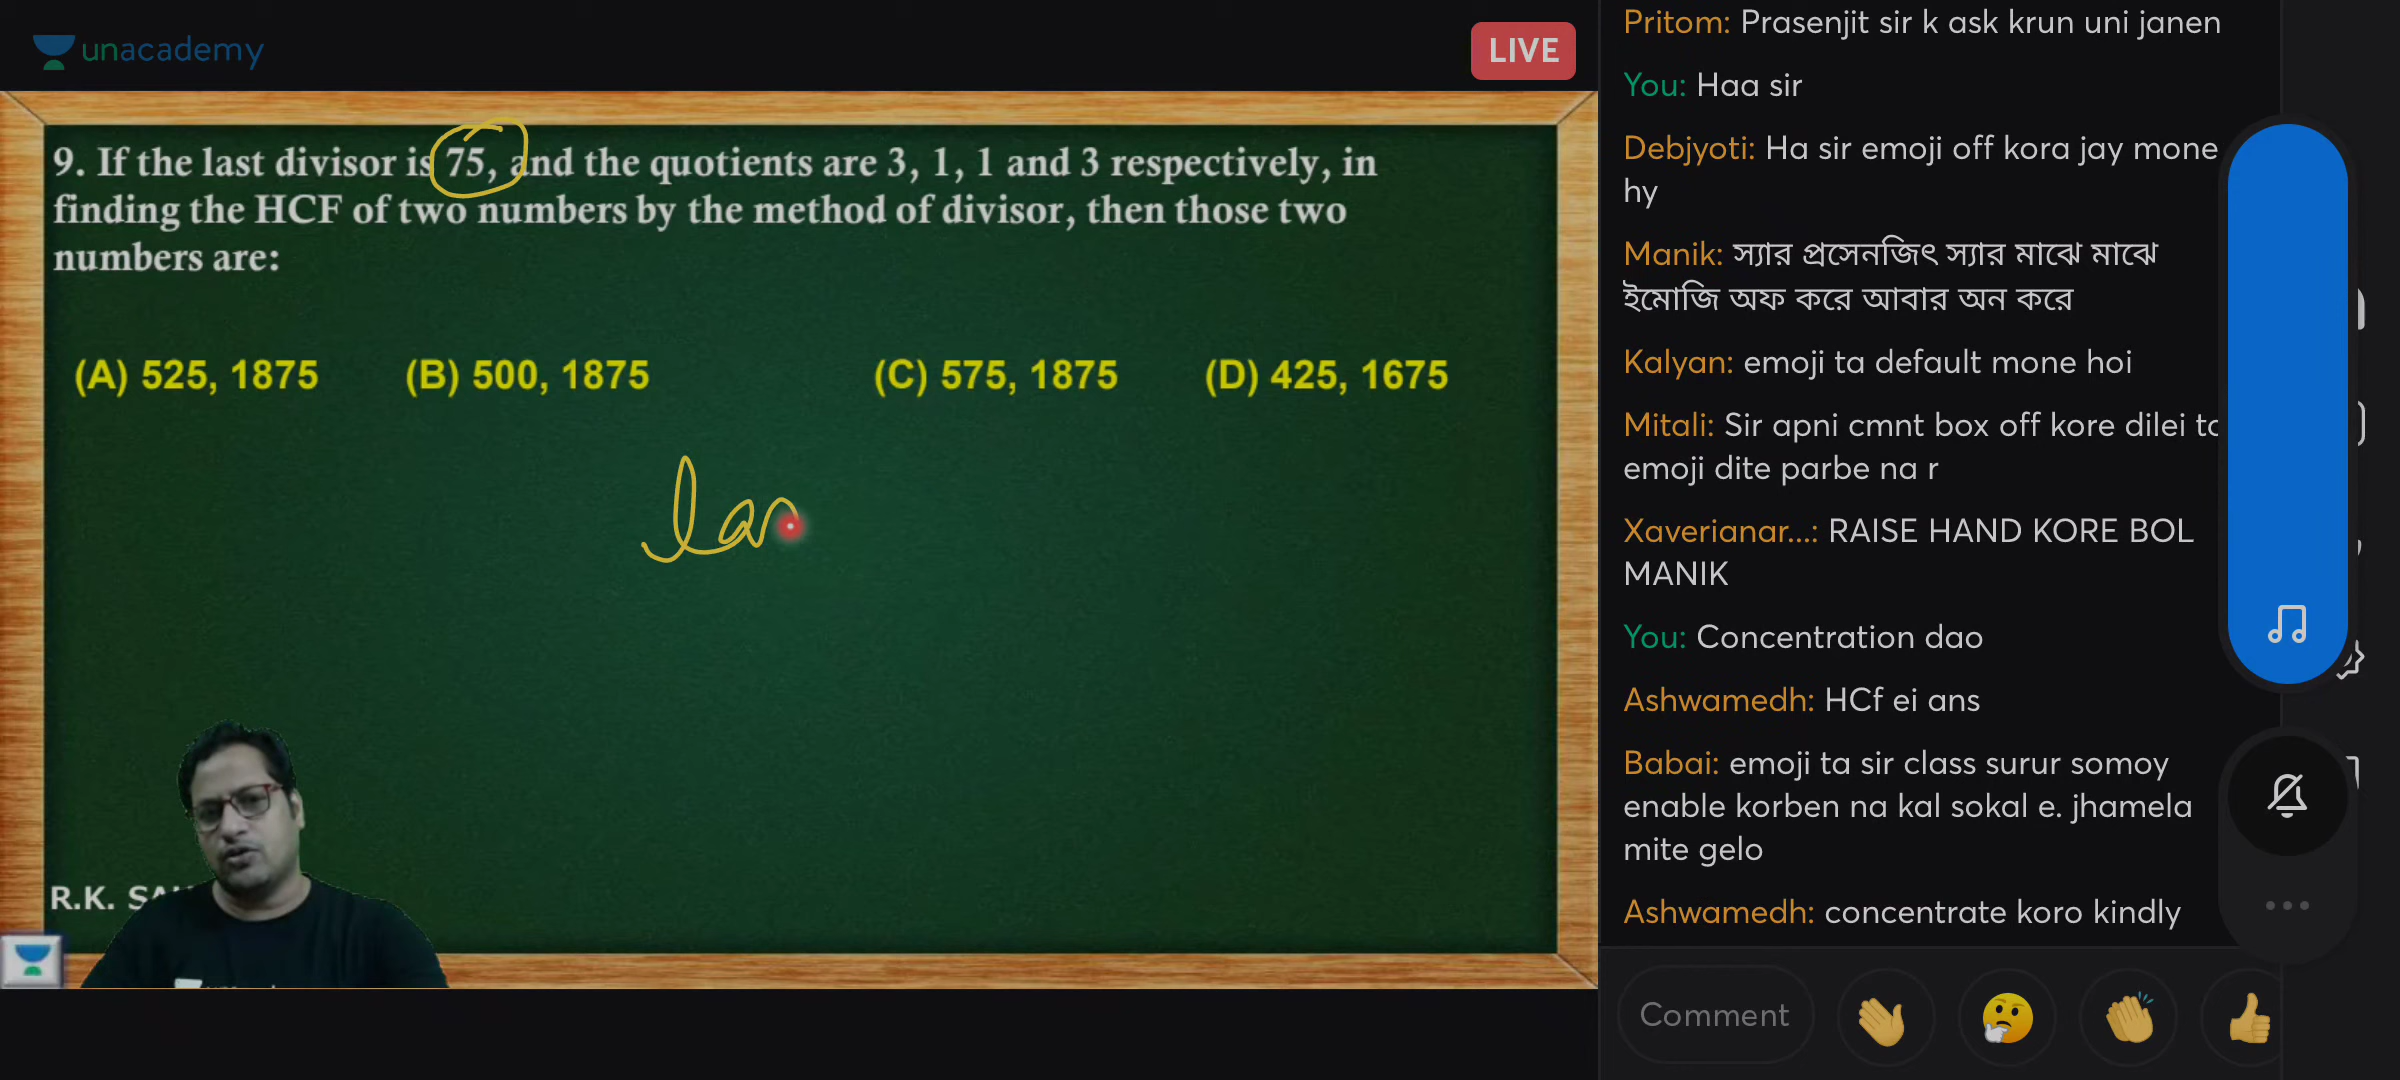 unacademy
LIVE
9. If the last divisor is 75, and the quotients are 3, 1, 1 and 3 respectively, in
finding the HCF of two numbers by the method of divisor, then those two
numbers are:
(A) 525, 1875 (B) 500, 1875 (C) 575, 1875 (D) 425, 1675
R.K.
Pritom: Prasenjit sir k ask krun uni janen
You: Haa sir
Debjyoti: Ha sir emoji off kora jay mone
hy
Manik: স্যার প্রসেনজিৎ স্যার মাঝে মাঝে
ইমোজি অফ করে আবার অন করে
Kalyan: emoji ta default mone hoi
Mitali: Sir apni cmnt box off kore dilei
emoji dite parbe na r
Xaverianar...: RAISE HAND KORE BOL
MANIK
You: Concentration dao
Ashwamedh: HCf ei ans
Babai: emoji ta sir class surur somoy
enable korben na kal sokal e. jhamela
mite gelo
Ashwamedh: concentrate koro kindly
Comment